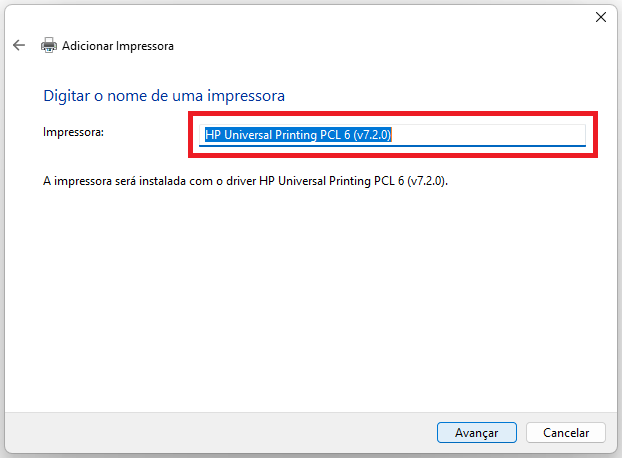 Adicionar Impressora
Digitar o nome de uma impressora
Impressora:
HP Universal Printing PCL 6 (v7.2.0)
A impressora será instalada com o driver HP Universal Printing PCL 6 (v7.2.0).
Avançar
Cancelar